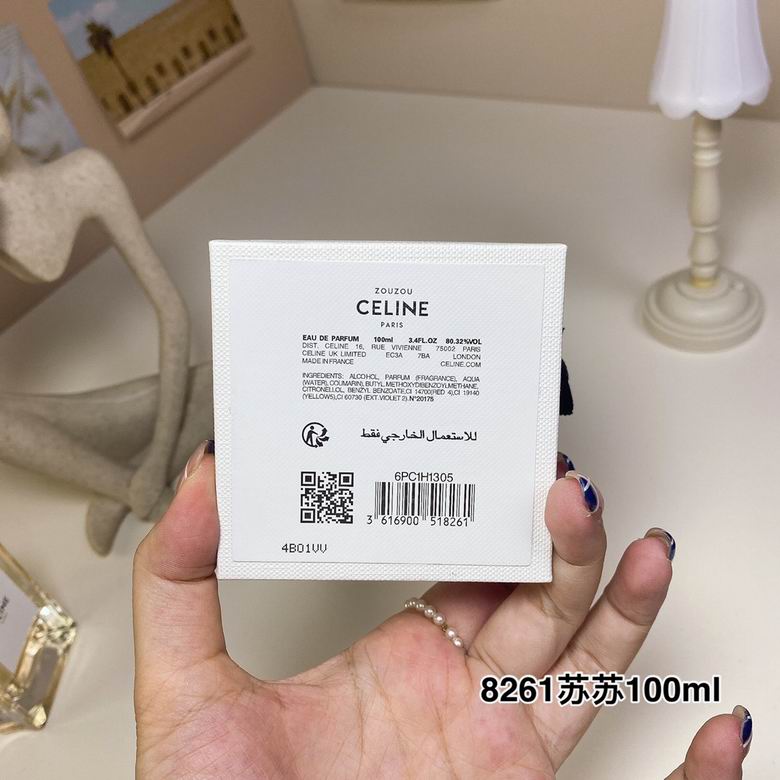 ZOUZOU
CELINE
PARIS
EAU DE PARFUM 100ml 3.4FL.OZ 80.32%VOL
DIST. CELINE 16, RUE VIVIENNE 75002 PARIS
CELINE UK LIMITED EC3A 7BA LONDON
MADE IN FRANCE CELINE.COM
INGREDIENTS: ALCOHOL, PARFUM (FRAGRANCE), AQUA
(WATER), COUMARIN, BUTYL METHOXYDIBENZOYLMETHANE,
CITRONELLOL, BENZYL BENZOATE, CI 14700(RED 4),CI 19140
(YELLOW5),CI 60730 (EXT.VIOLET 2).N°20175
للاستعمال الخارجي فقط
6PC1H1305
3 616900 518261
4B01VV
8261苏苏100ml